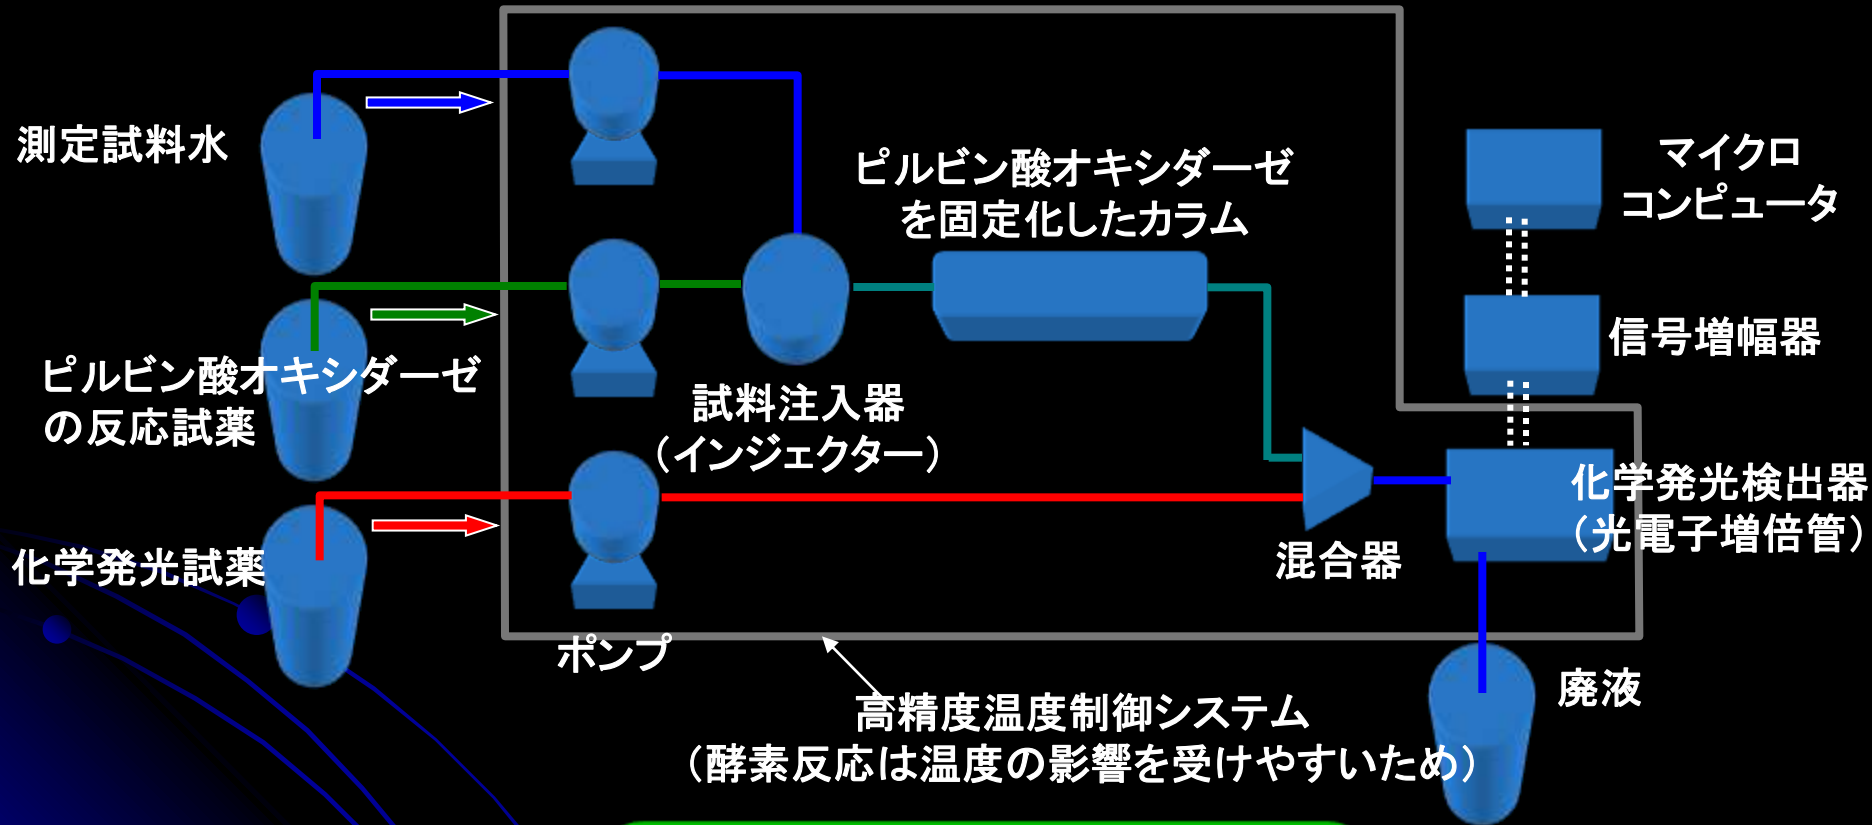 測定試料水
ピルビン酸オキシダーゼ
を固定化したカラム
マイクロ
コンピュータ
信号増幅器
ピルビン酸オキシダーゼ
の反応試薬
試料注入器
（インジェクター）
化学発光検出器
（光電子増倍管）
混合器
化学発光試薬
ポンプ
廃液
高精度温度制御システム
（酵素反応は温度の影響を受けやすいため）